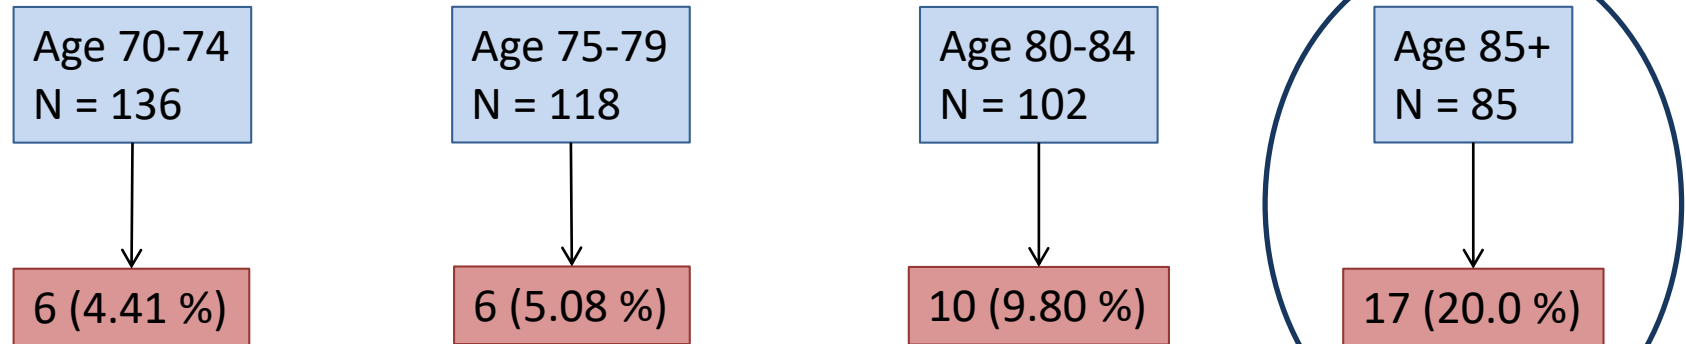 Age 70-74
N = 136
Age 75-79
N = 118
Age 80-84
N = 102
Age 85+
N = 85
6 (4.41 %)
6 (5.08 %)
10 (9.80 %)
17 (20.0 %)